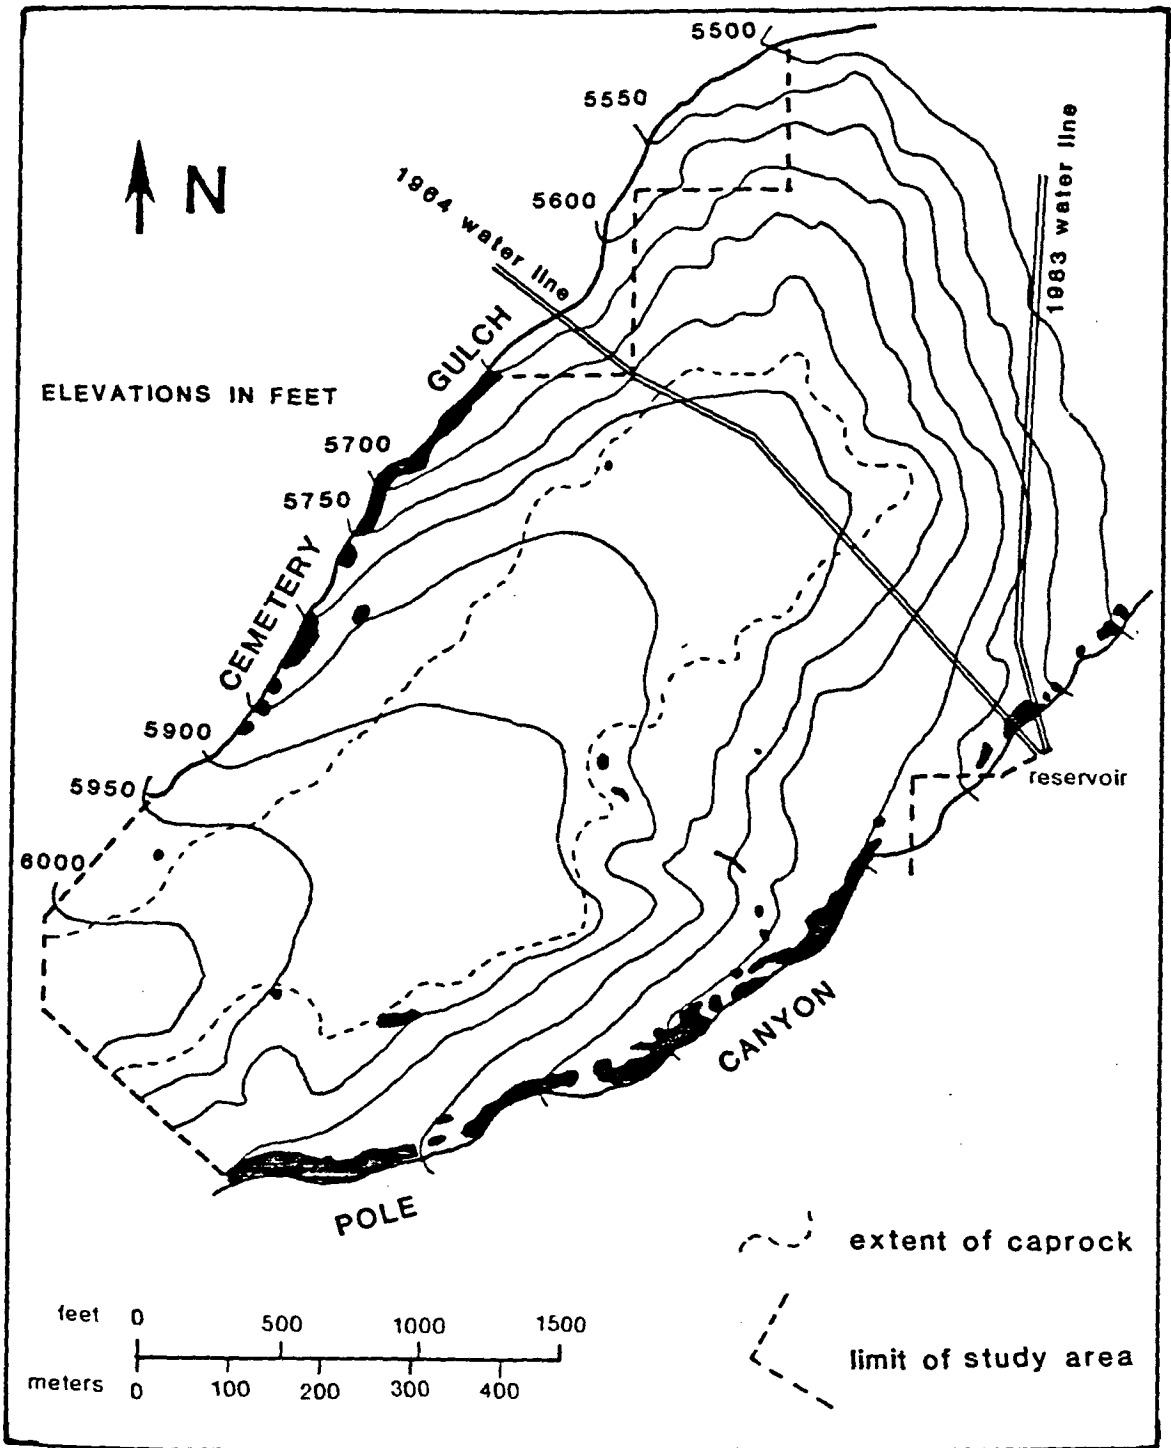 5500
5550
5600
N
1964 water line
1983 water line
GULCH
ELEVATIONS IN FEET
5700
5750
CEMETERY
5900
5950
6000
reservoir
CANYON
POLE
extent of caprock
limit of study area
feet 0 500 1000 1500
meters 0 100 200 300 400